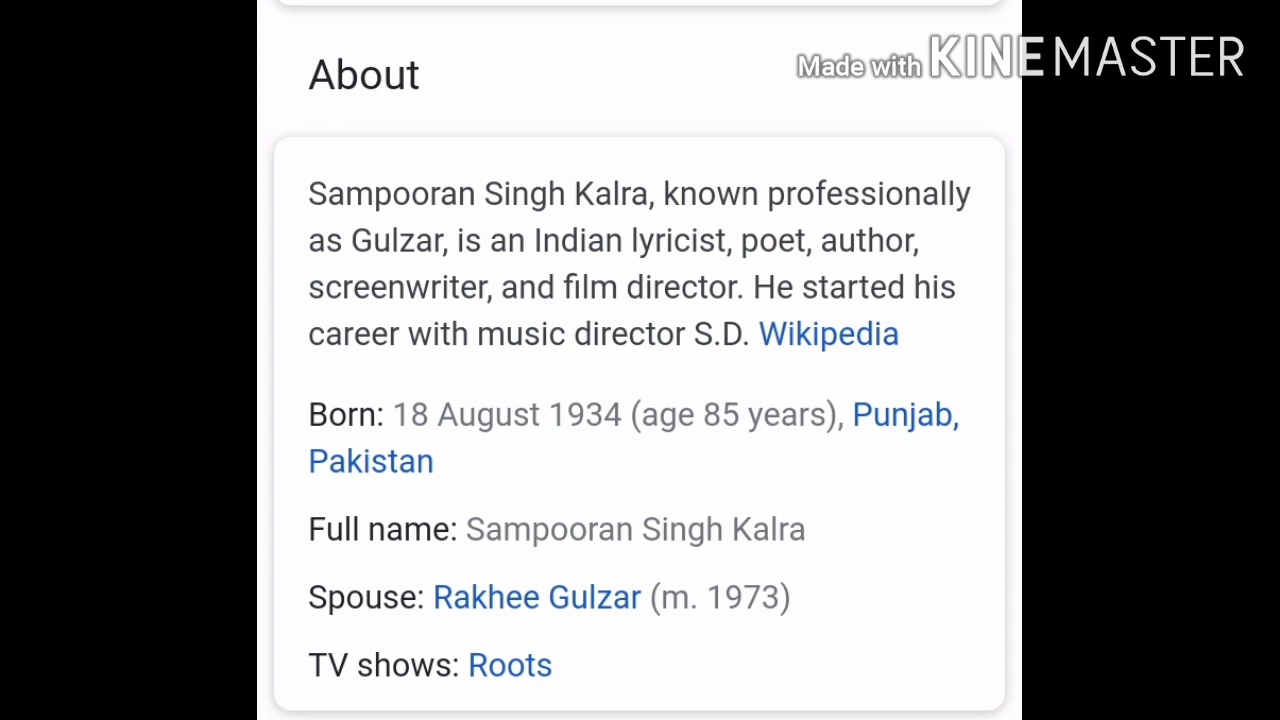 About
Made with KINEMASTER
Sampooran Singh Kalra, known professionally
as Gulzar, is an Indian lyricist, poet, author,
screenwriter, and film director. He started his
career with music director S.D. Wikipedia
Born: 18 August 1934 (age 85 years), Punjab,
Pakistan
Full name: Sampooran Singh Kalra
Spouse: Rakhee Gulzar (m. 1973)
TV shows: Roots